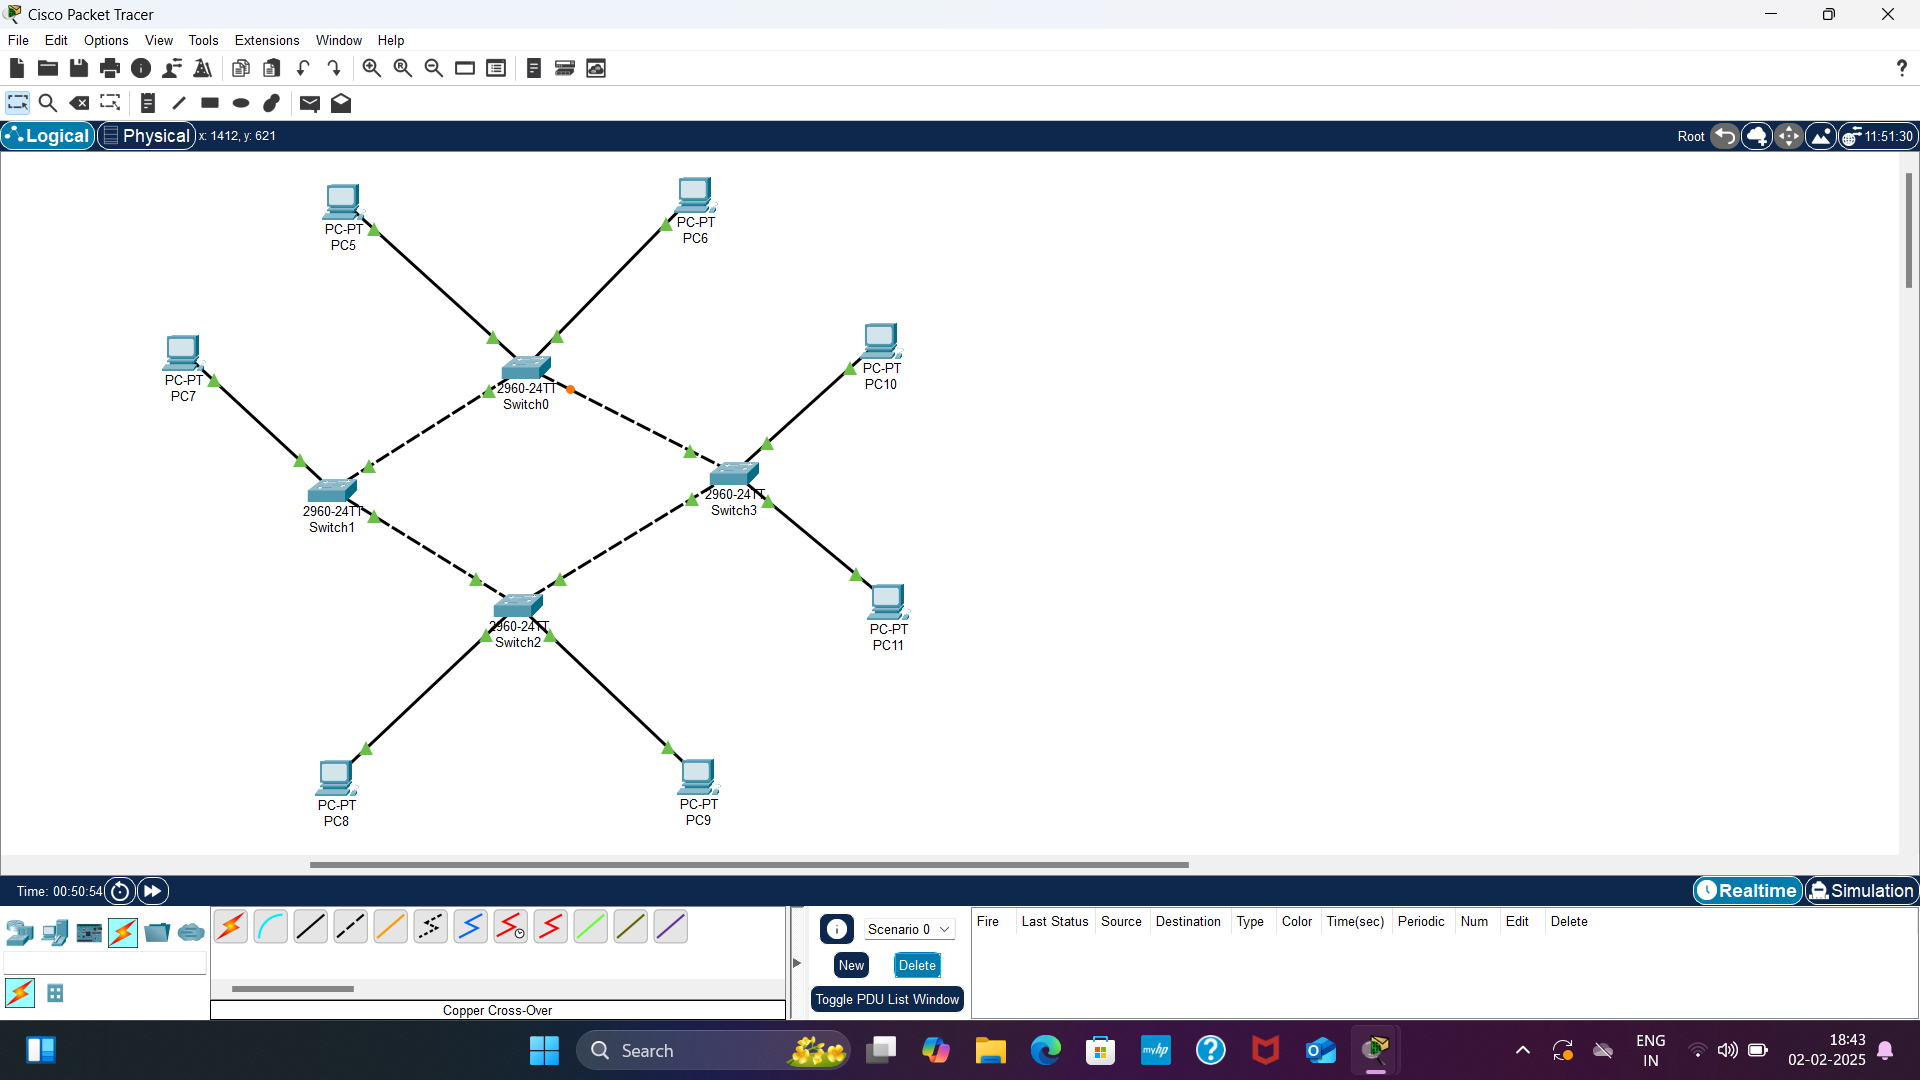 Cisco Packet Tracer
File Edit Options View Tools Extensions Window Help
?
Logical Physical x: 1412, y: 621
Root 11:51:30
PC-PT
PC5
PC-PT
PC6
PC-PT
PC7
2960-24TT
Switch0
PC-PT
PC10
2960-24TT
Switch1
2960-24TT
Switch3
2960-24TT
Switch2
PC-PT
PC11
PC-PT
PC8
PC-PT
PC9
Time: 00:50:54
Realtime Simulation
Scenario 0
New Delete
Toggle PDU List Window
Fire Last Status Source Destination Type Color Time(sec) Periodic Num Edit Delete
Copper Cross-Over
Search
myhp
?
ENG
IN
18:43
02-02-2025